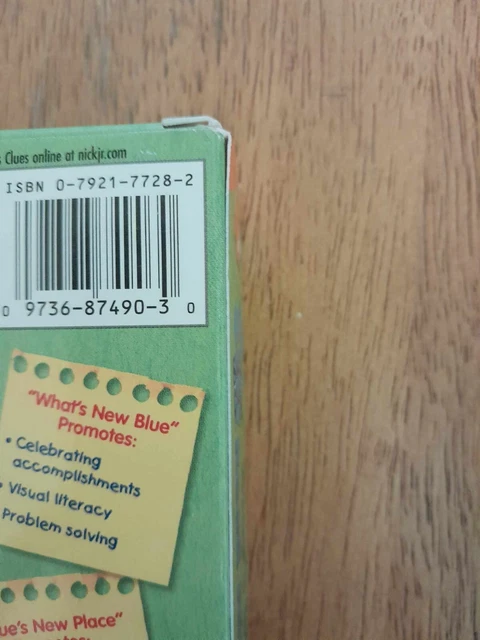 Clues online at nickjr.com
ISBN 0-7921-7728-2
0 9736-87490-3 0
"What's New Blue"
Promotes:
• Celebrating
accomplishments
• Visual literacy
Problem solving
New Place"